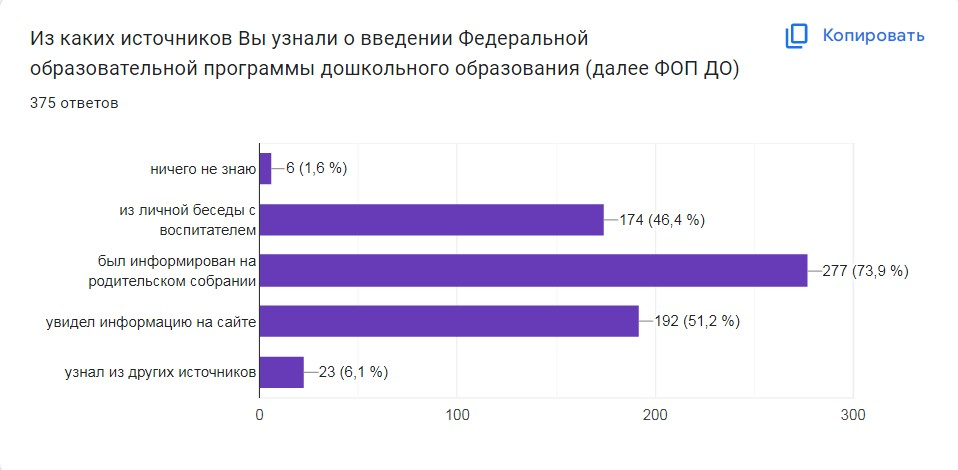 Из каких источников Вы узнали о введении Федеральной
образовательной программы дошкольного образования (далее ФОП ДО)
Копировать
375 ответов
ничего не знаю
6 (1,6 %)
из личной беседы с
воспитателем
174 (46,4 %)
был информирован на
родительском собрании
277 (73,9 %)
увидел информацию на сайте
192 (51,2 %)
узнал из других источников
23 (6,1 %)
0
100
200
300